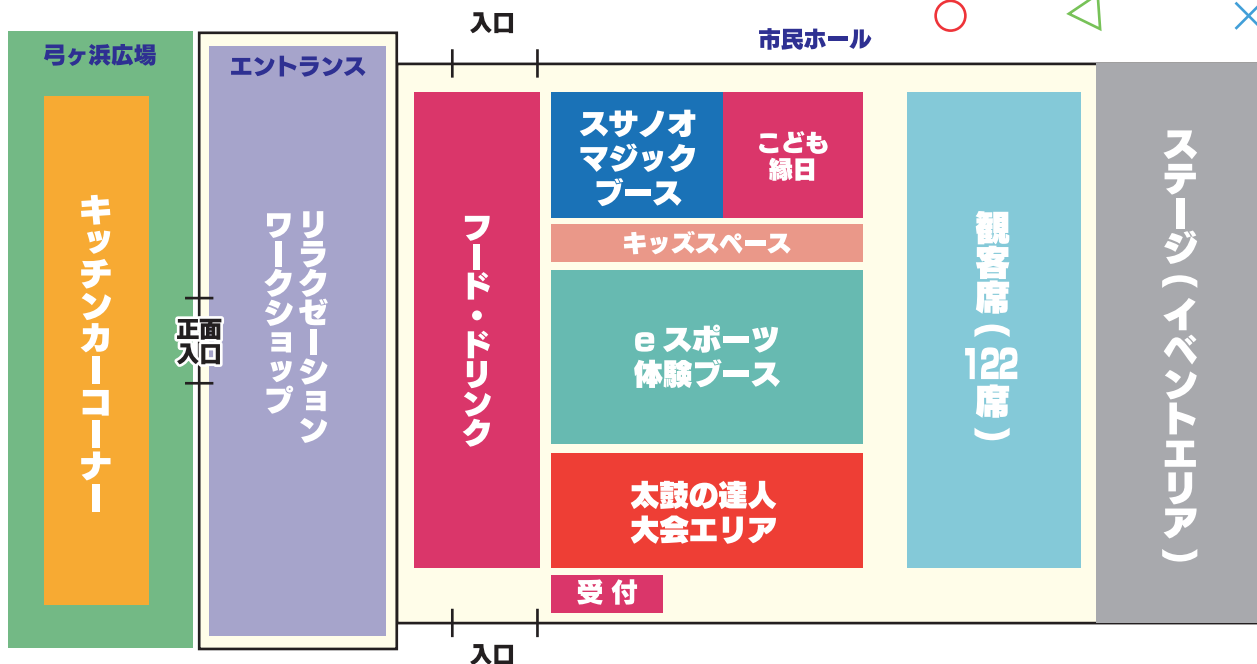 入口
市民ホール
弓ヶ浜広場
エントランス
キッチンカーコーナー
正面
入口
リラクゼーション
ワークショップ
フード・ドリンク
スサノオ
マジック
ブース
こども
縁日
キッズスペース
eスポーツ
体験ブース
太鼓の達人
大会エリア
受付
観客席(122席)
ステージ(イベントエリア)
入口